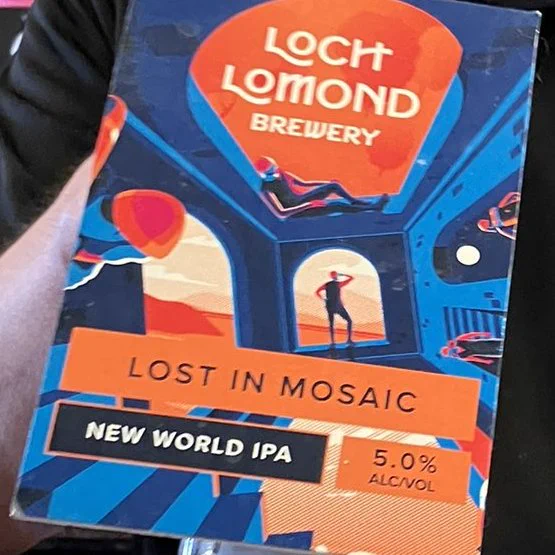 LOCH
LOMOND
BREWERY
LOST IN MOSAIC
NEW WORLD IPA
5.0%
ALC/VOL